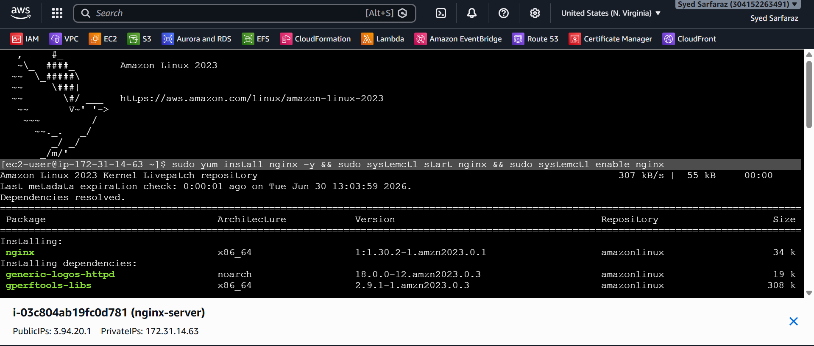 aws
Search [Alt+S]
United States (N. Virginia)
Syed Sarfaraz (304152263491)
Syed Sarfaraz
IAM VPC EC2 S3 Aurora and RDS EFS CloudFormation Lambda Amazon EventBridge Route 53 Certificate Manager CloudFront
,     #_
~\_  ####_        Amazon Linux 2023
~~  \_#####\
~~     \###|
~~       \#/ ___   https://aws.amazon.com/linux/amazon-linux-2023
~~       V~' '->
~~~         /
~~._.   _/
_/ _/
_/m/'
[ec2-user@ip-172-31-14-63 ~]$ sudo yum install nginx -y && sudo systemctl start nginx && sudo systemctl enable nginx
Amazon Linux 2023 Kernel Livepatch repository 307 kB/s | 55 kB 00:00
Last metadata expiration check: 0:00:01 ago on Tue Jun 30 13:03:59 2026.
Dependencies resolved.
Package Architecture Version Repository Size
Installing:
nginx x86_64 1:1.30.2-1.amzn2023.0.1 amazonlinux 34 k
Installing dependencies:
generic-logos-httpd noarch 18.0.0-12.amzn2023.0.3 amazonlinux 19 k
gperftools-libs x86_64 2.9.1-1.amzn2023.0.3 amazonlinux 308 k
i-03c804ab19fc0d781 (nginx-server)
PublicIPs: 3.94.20.1 PrivateIPs: 172.31.14.63